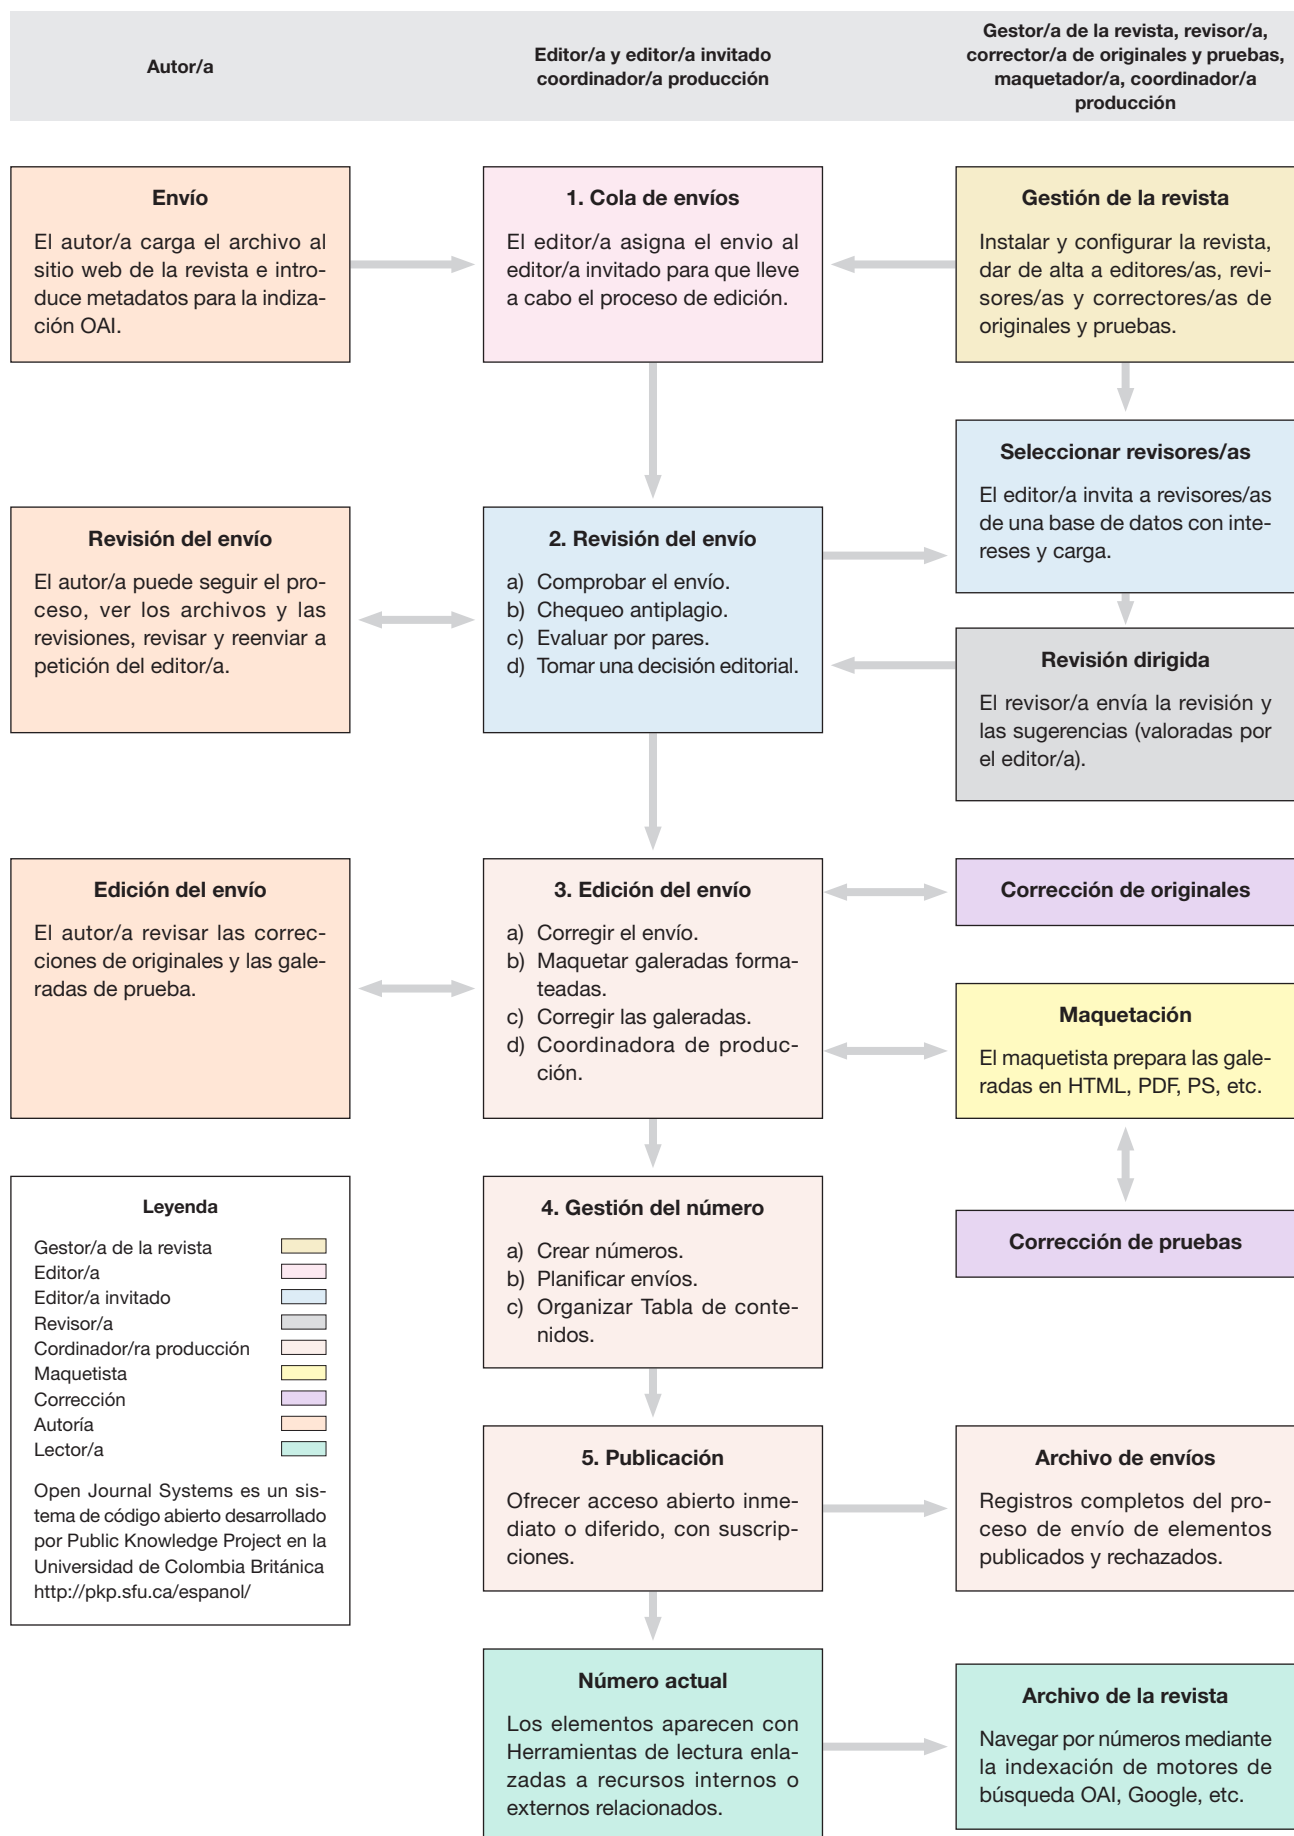 Autor/a
Editor/a y editor/a invitado
coordinador/a producción
Gestor/a de la revista, revisor/a,
corrector/a de originales y pruebas,
maquetador/a, coordinador/a
producción
Envío
El autor/a carga el archivo al
sitio web de la revista e intro-
duce metadatos para la indiza-
ción OAI.
1. Cola de envíos
El editor/a asigna el envio al
editor/a invitado para que lleve
a cabo el proceso de edición.
Gestión de la revista
Instalar y configurar la revista,
dar de alta a editores/as, revi-
sores/as y correctores/as de
originales y pruebas.
Seleccionar revisores/as
El editor/a invita a revisores/as
de una base de datos con inte-
reses y carga.
Revisión del envío
El autor/a puede seguir el pro-
ceso, ver los archivos y las
revisiones, revisar y reenviar a
petición del editor/a.
2. Revisión del envío
a) Comprobar el envío.
b) Chequeo antiplagio.
c) Evaluar por pares.
d) Tomar una decisión editorial.
Revisión dirigida
El revisor/a envía la revisión y
las sugerencias (valoradas por
el editor/a).
Edición del envío
El autor/a revisar las correc-
ciones de originales y las gale-
radas de prueba.
3. Edición del envío
a) Corregir el envío.
b) Maquetar galeradas forma-
teadas.
c) Corregir las galeradas.
d) Coordinadora de produc-
ción.
Corrección de originales
Maquetación
El maquetista prepara las gale-
radas en HTML, PDF, PS, etc.
Corrección de pruebas
Leyenda
Gestor/a de la revista
Editor/a
Editor/a invitado
Revisor/a
Cordinador/ra producción
Maquetista
Corrección
Autoría
Lector/a
Open Journal Systems es un sis-
tema de código abierto desarrollado
por Public Knowledge Project en la
Universidad de Colombia Británica
http://pkp.sfu.ca/espanol/
4. Gestión del número
a) Crear números.
b) Planificar envíos.
c) Organizar Tabla de conte-
nidos.
5. Publicación
Ofrecer acceso abierto inme-
diato o diferido, con suscrip-
ciones.
Archivo de envíos
Registros completos del pro-
ceso de envío de elementos
publicados y rechazados.
Número actual
Los elementos aparecen con
Herramientas de lectura enla-
zadas a recursos internos o
externos relacionados.
Archivo de la revista
Navegar por números mediante
la indexación de motores de
búsqueda OAI, Google, etc.